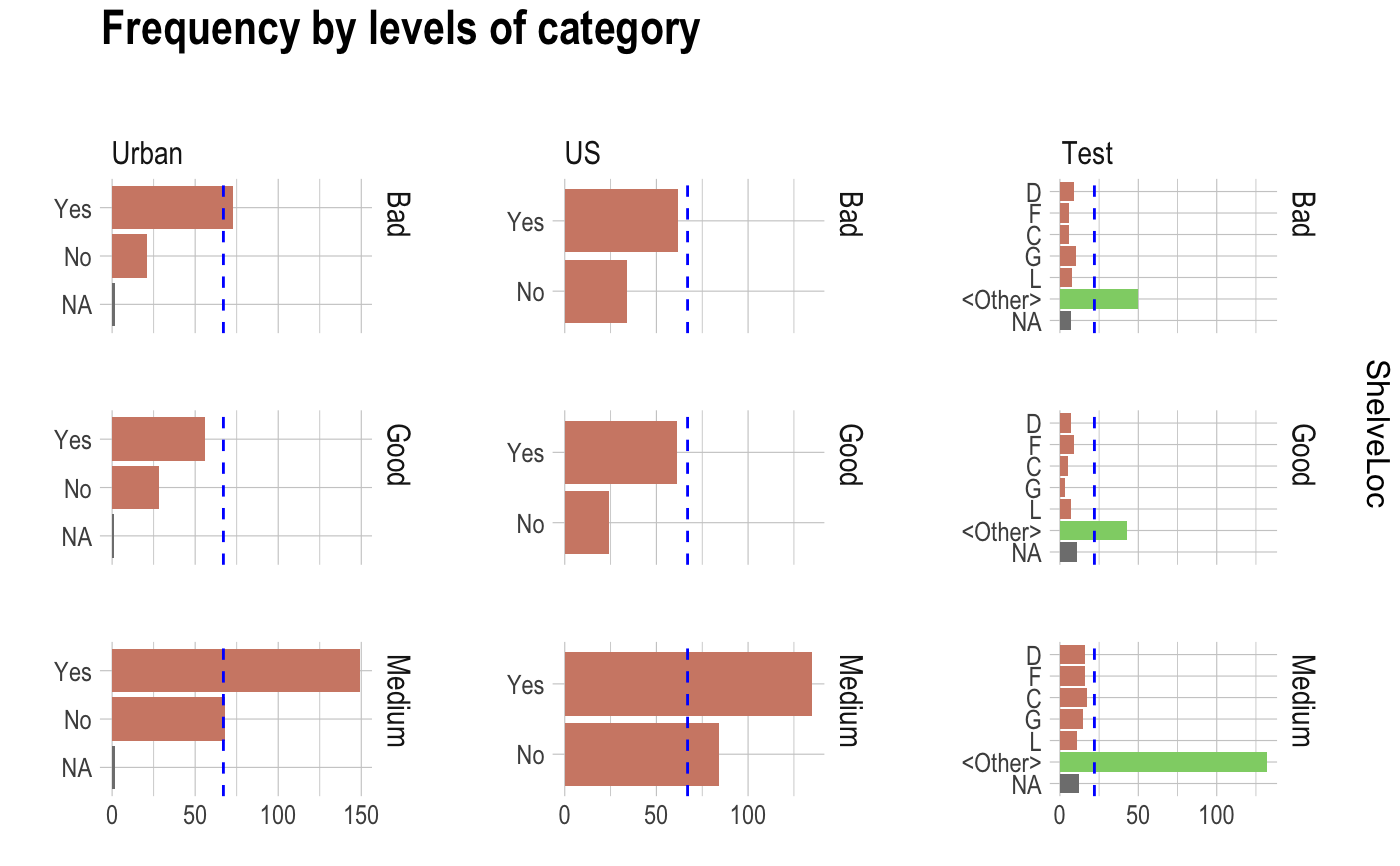 Frequency by levels of category
Urban
Yes
No
NA
Bad
Yes
No
NA
Good
Yes
No
NA
Medium
0 50 100 150
US
Yes
No
Bad
Yes
No
Good
Yes
No
Medium
0 50 100
Test
D
F
C
G
L
<Other>
NA
Bad
D
F
C
G
L
<Other>
NA
Good
D
F
C
G
L
<Other>
NA
Medium
0 50 100
ShelveLoc